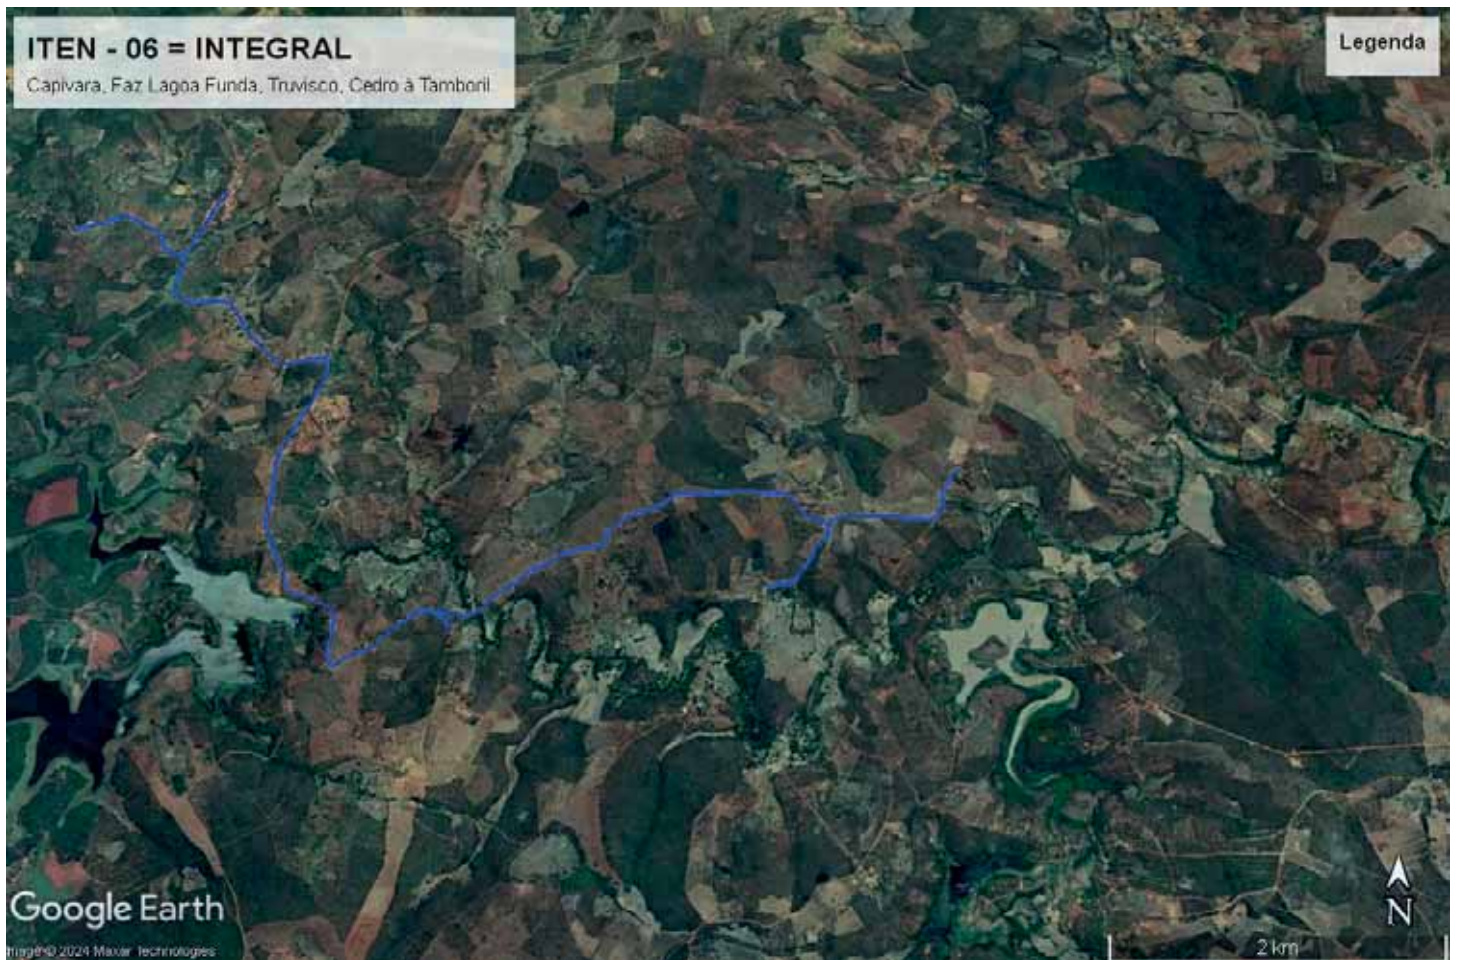 ITEN - 06 = INTEGRAL
Capivara, Faz Lagoa Funda, Truvisco, Cedro à Tamboril
Legenda
Google Earth
Image © 2024 Maxar Technologies
N
2 km